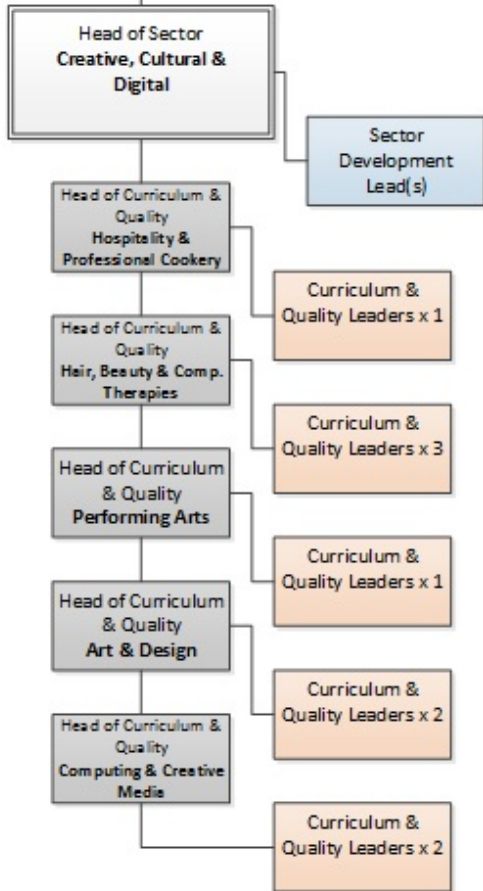 Head of Sector
Creative, Cultural &
Digital
Sector
Development
Lead(s)
Head of Curriculum &
Quality
Hospitality &
Professional Cookery
Curriculum &
Quality Leaders x 1
Head of Curriculum &
Quality
Hair, Beauty & Comp.
Therapies
Curriculum &
Quality Leaders x 3
Head of Curriculum
& Quality
Performing Arts
Curriculum &
Quality Leaders x 1
Head of Curriculum
& Quality
Art & Design
Curriculum &
Quality Leaders x 2
Head of Curriculum &
Quality
Computing & Creative
Media
Curriculum &
Quality Leaders x 2